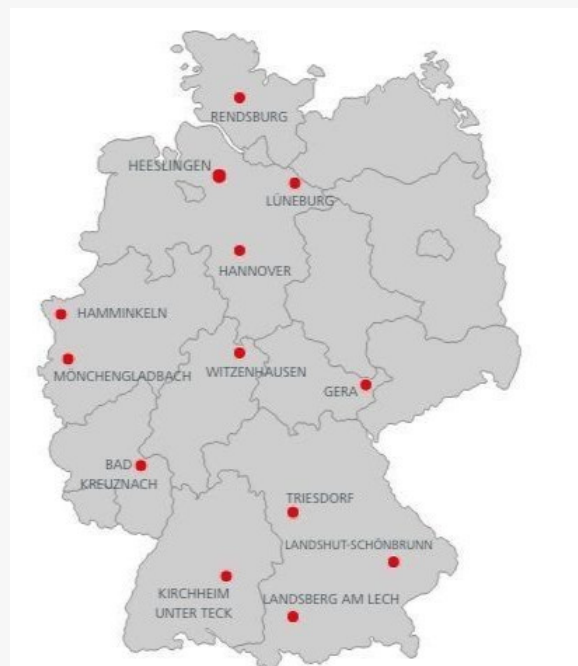 RENDSBURG
HEESLINGEN
LÜNEBURG
HANNOVER
HAMMINKELN
MÖNCHENGLADBACH
WITZENHAUSEN
GERA
BAD
KREUZNACH
TRIESDORF
LANDSHUT-SCHÖNBRUNN
KIRCHHEIM
UNTER TECK
LANDSBERG AM LECH